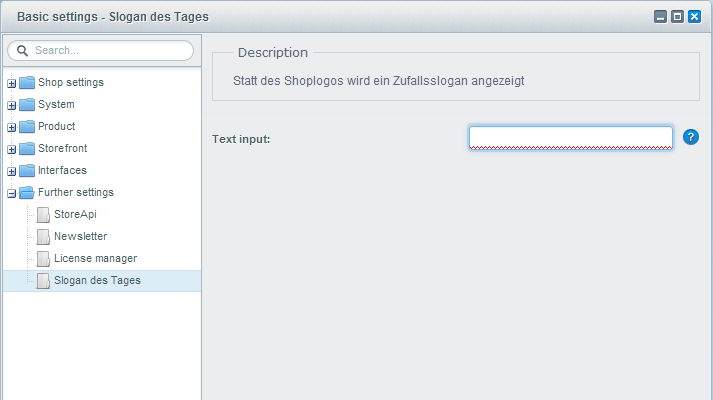 Basic settings - Slogan des Tages
Search...
Shop settings
System
Product
Storefront
Interfaces
Further settings
StoreApi
Newsletter
License manager
Slogan des Tages
Description
Statt des Shoplogos wird ein Zufallsslogan angezeigt
Text input:
?